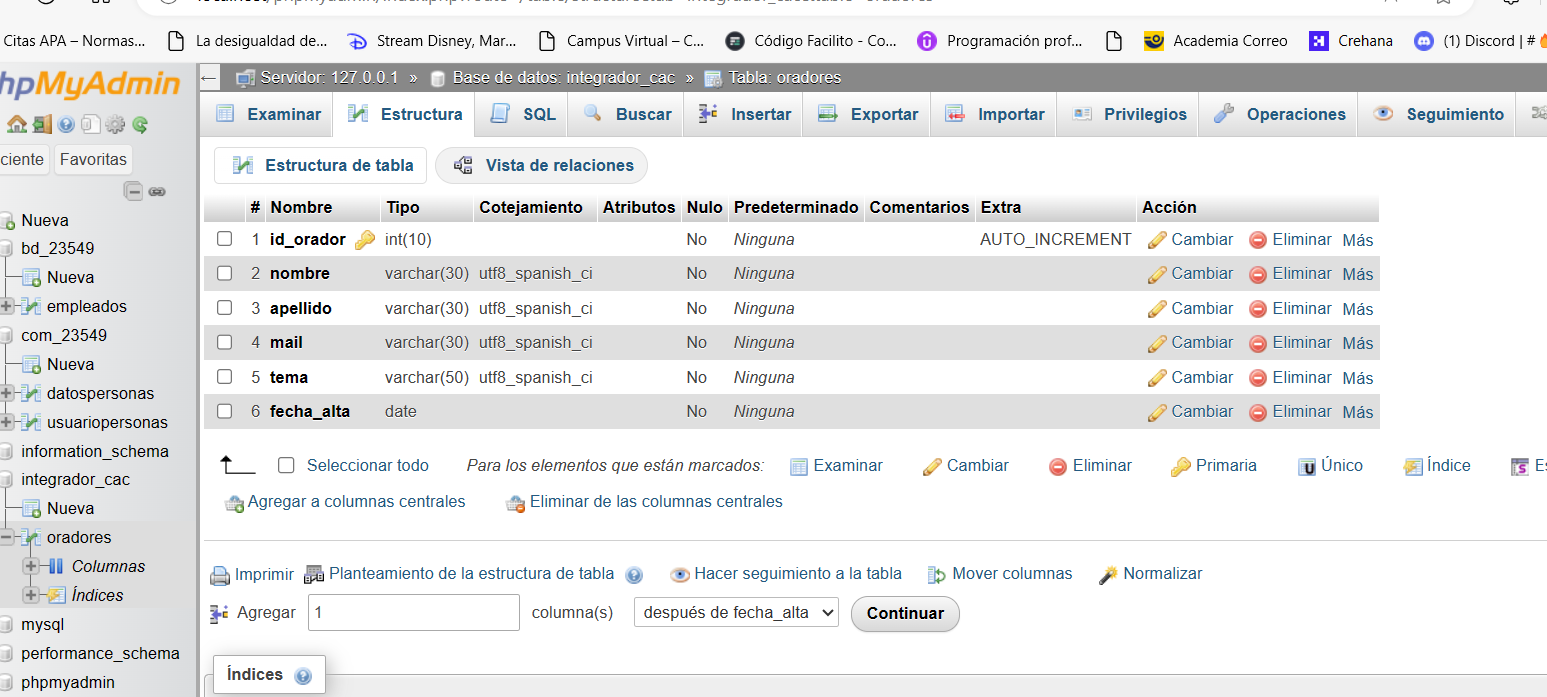 Citas APA – Normas... La desigualdad de... Stream Disney, Mar... Campus Virtual – C... Código Facilito - Co... Programación prof... Academia Correo Crehana (1) Discord | #
hpMyAdmin
← Servidor: 127.0.0.1 » Base de datos: integrador_cac » Tabla: oradores
Examinar Estructura SQL Buscar Insertar Exportar Importar Privilegios Operaciones Seguimiento
ciente Favoritas
Estructura de tabla Vista de relaciones
Nueva
bd_23549
Nueva
empleados
com_23549
Nueva
datospersonas
usuariopersonas
information_schema
integrador_cac
Nueva
oradores
Columnas
Índices
mysql
performance_schema
phpmyadmin
# Nombre Tipo Cotejamiento Atributos Nulo Predeterminado Comentarios Extra Acción
1 id_orador int(10) No Ninguna AUTO_INCREMENT Cambiar Eliminar Más
2 nombre varchar(30) utf8_spanish_ci No Ninguna Cambiar Eliminar Más
3 apellido varchar(30) utf8_spanish_ci No Ninguna Cambiar Eliminar Más
4 mail varchar(30) utf8_spanish_ci No Ninguna Cambiar Eliminar Más
5 tema varchar(50) utf8_spanish_ci No Ninguna Cambiar Eliminar Más
6 fecha_alta date No Ninguna Cambiar Eliminar Más
Seleccionar todo Para los elementos que están marcados: Examinar Cambiar Eliminar Primaria Único Índice Es
Agregar a columnas centrales Eliminar de las columnas centrales
Imprimir Planteamiento de la estructura de tabla Hacer seguimiento a la tabla Mover columnas Normalizar
Agregar 1 columna(s) después de fecha_alta Continuar
Índices